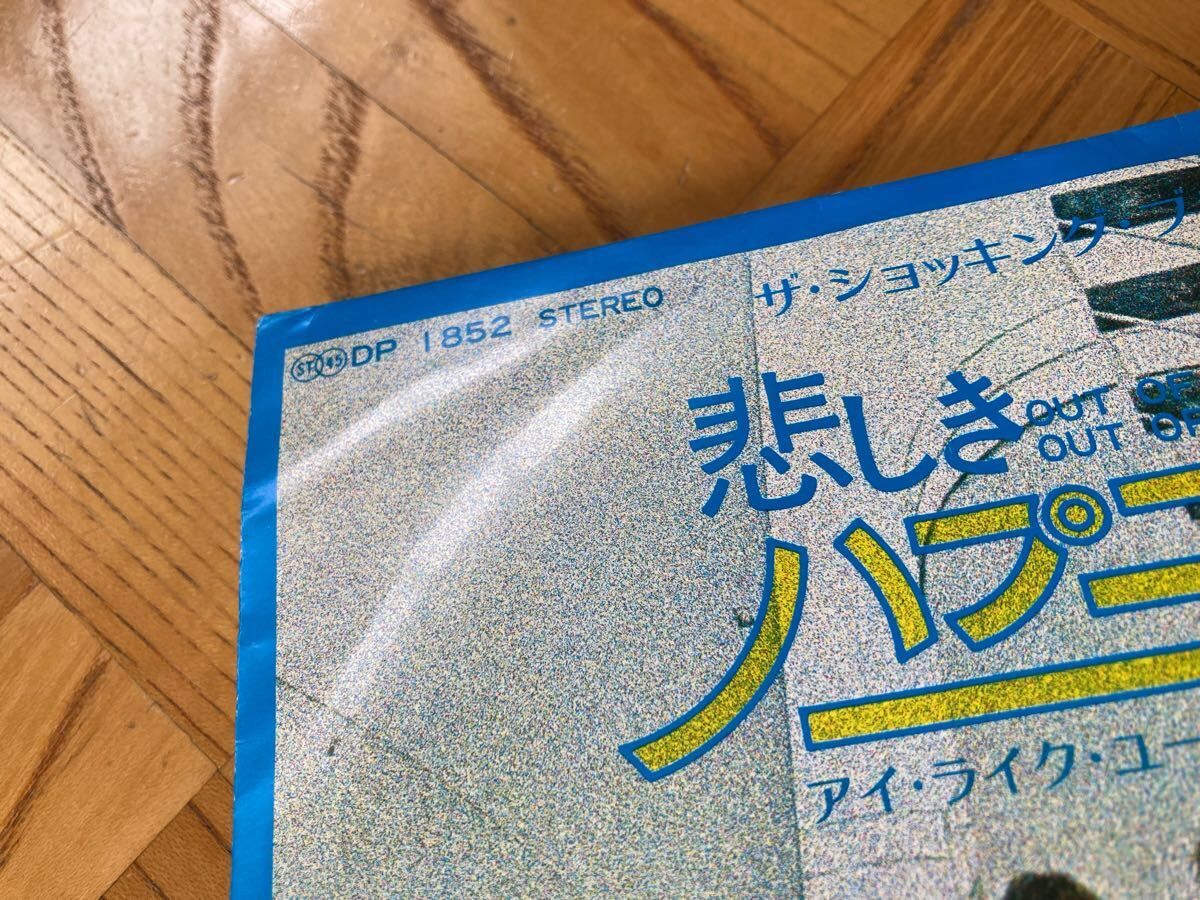 ST 45 DP 1852 STEREO
ザ・ショッキング・ブ
悲しき OUT OF
OUT OF
ハプニ
アイ・ライク・ユー